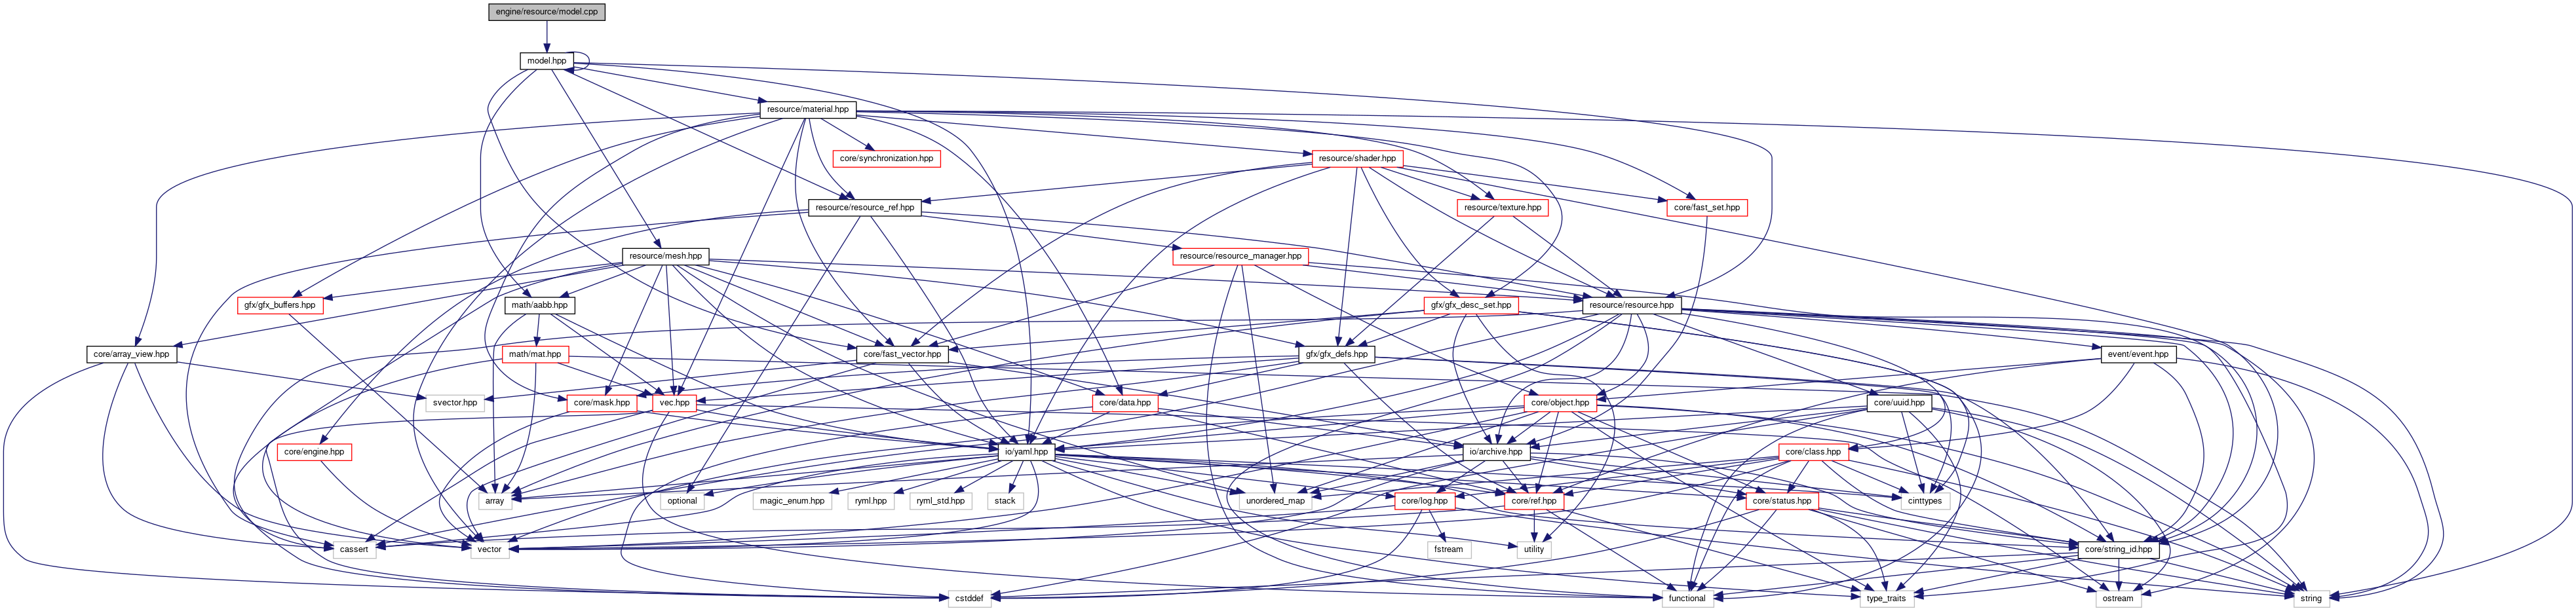 engine/resource/model.cpp
model.hpp
resource/material.hpp
core/synchronization.hpp
resource/shader.hpp
resource/resource_ref.hpp
resource/texture.hpp
core/fast_set.hpp
resource/mesh.hpp
resource/resource_manager.hpp
gfx/gfx_buffers.hpp
math/aabb.hpp
gfx/gfx_desc_set.hpp
resource/resource.hpp
core/array_view.hpp
math/mat.hpp
core/fast_vector.hpp
gfx/gfx_defs.hpp
event/event.hpp
svector.hpp
core/mask.hpp
vec.hpp
core/data.hpp
core/object.hpp
core/uuid.hpp
core/engine.hpp
io/yaml.hpp
io/archive.hpp
core/class.hpp
array
optional
magic_enum.hpp
ryml.hpp
ryml_std.hpp
stack
unordered_map
core/log.hpp
core/ref.hpp
core/status.hpp
cinttypes
cassert
vector
fstream
utility
core/string_id.hpp
cstddef
functional
type_traits
ostream
string